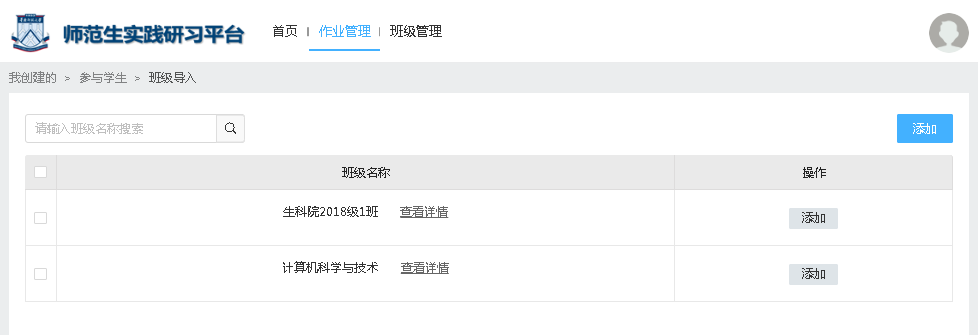 师范生实践研习平台 首页 作业管理 班级管理
我创建的 > 参与学生 > 班级导入
请输入班级名称搜索 添加
班级名称 操作
生科院2018级1班 查看详情 添加
计算机科学与技术 查看详情 添加